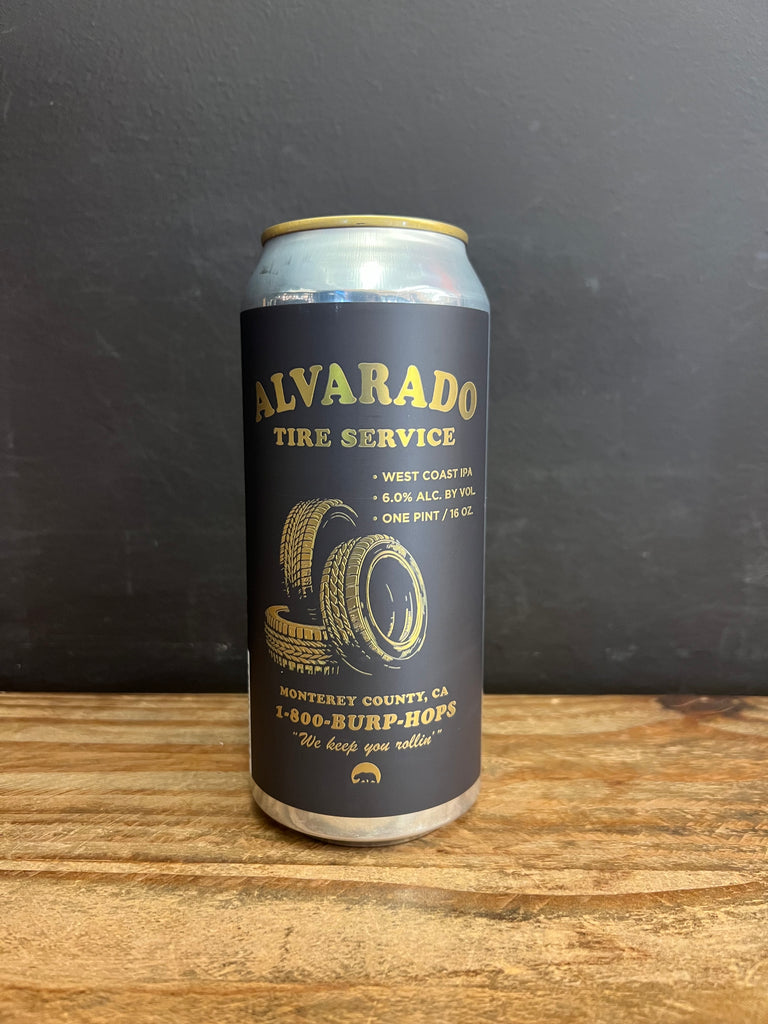 ALVARADO
TIRE SERVICE
• WEST COAST IPA
• 6.0% ALC. BY VOL.
• ONE PINT / 16 OZ.
MONTEREY COUNTY, CA
1-800-BURP-HOPS
"We keep you rollin'"